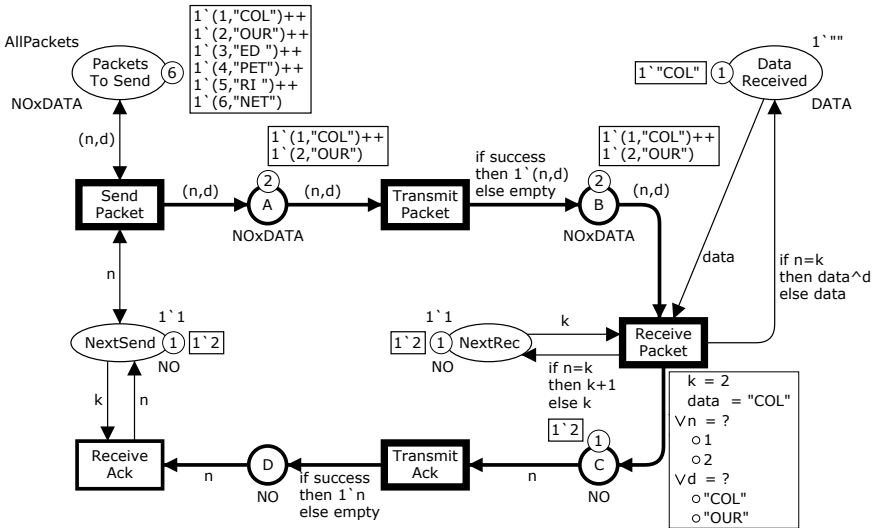 AllPackets
Packets
To Send
6
1`(1,"COL")++
1`(2,"OUR")++
1`(3,"ED ")++
1`(4,"PET")++
1`(5,"RI ")++
1`(6,"NET")
NOxDATA
1`""
1`"COL"
1
Data
Received
DATA
(n,d)
1`(1,"COL")++
1`(2,"OUR")
2
if success
then 1`(n,d)
else empty
1`(1,"COL")++
1`(2,"OUR")
2
Send
Packet
(n,d)
A
(n,d)
NOxDATA
Transmit
Packet
B
(n,d)
NOxDATA
data
if n=k
then data^d
else data
n
1`1
NextSend
1
1`2
NO
1`1
1`2
1
NextRec
NO
k
if n=k
then k+1
else k
Receive
Packet
k = 2
data = "COL"
∨n = ?
○1
○2
∨d = ?
○"COL"
○"OUR"
k
n
1`2
1
Receive
Ack
n
D
NO
if success
then 1`n
else empty
Transmit
Ack
n
C
NO